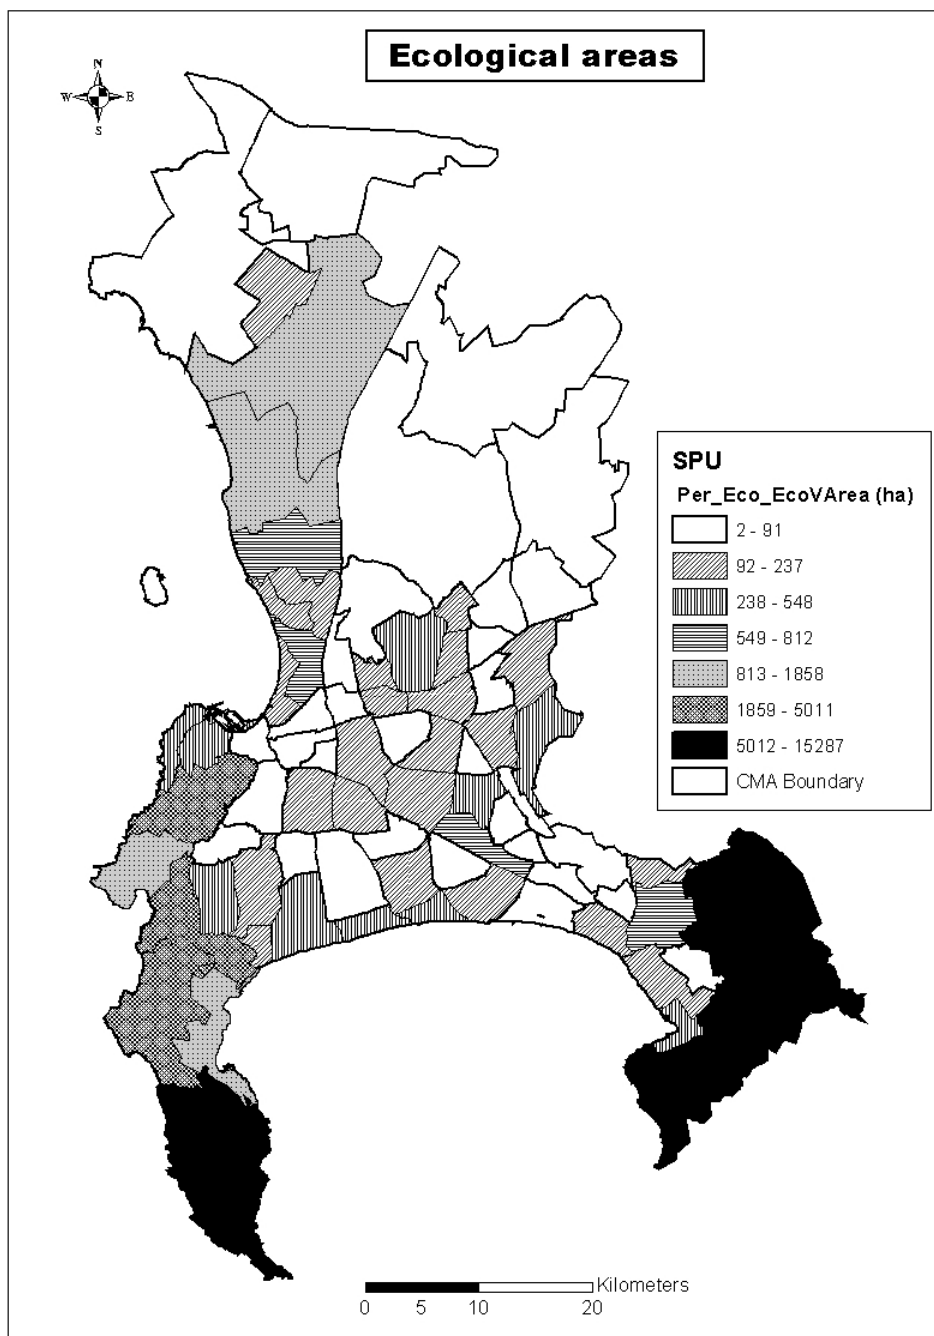 Ecological areas
N
W E
S
SPU
Per_Eco_EcoVArea (ha)
2 - 91
92 - 237
238 - 548
549 - 812
813 - 1858
1859 - 5011
5012 - 15287
CMA Boundary
Kilometers
0 5 10 20